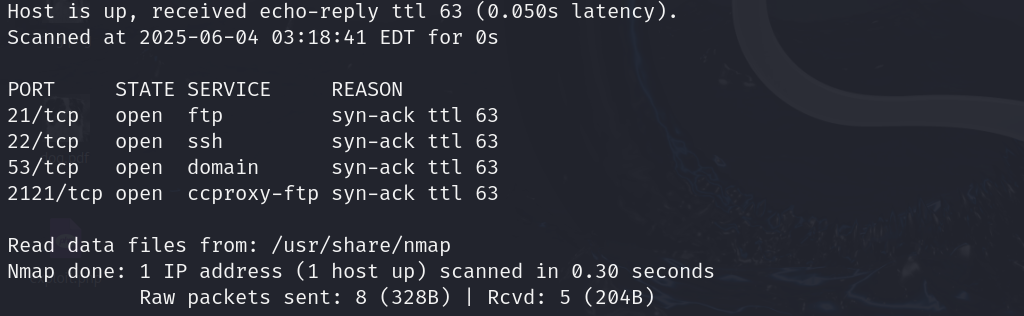 Host is up, received echo-reply ttl 63 (0.050s latency).
Scanned at 2025-06-04 03:18:41 EDT for 0s
PORT     STATE SERVICE     REASON
21/tcp   open  ftp         syn-ack ttl 63
22/tcp   open  ssh         syn-ack ttl 63
53/tcp   open  domain      syn-ack ttl 63
2121/tcp open  ccproxy-ftp syn-ack ttl 63
Read data files from: /usr/share/nmap
Nmap done: 1 IP address (1 host up) scanned in 0.30 seconds
           Raw packets sent: 8 (328B) | Rcvd: 5 (204B)